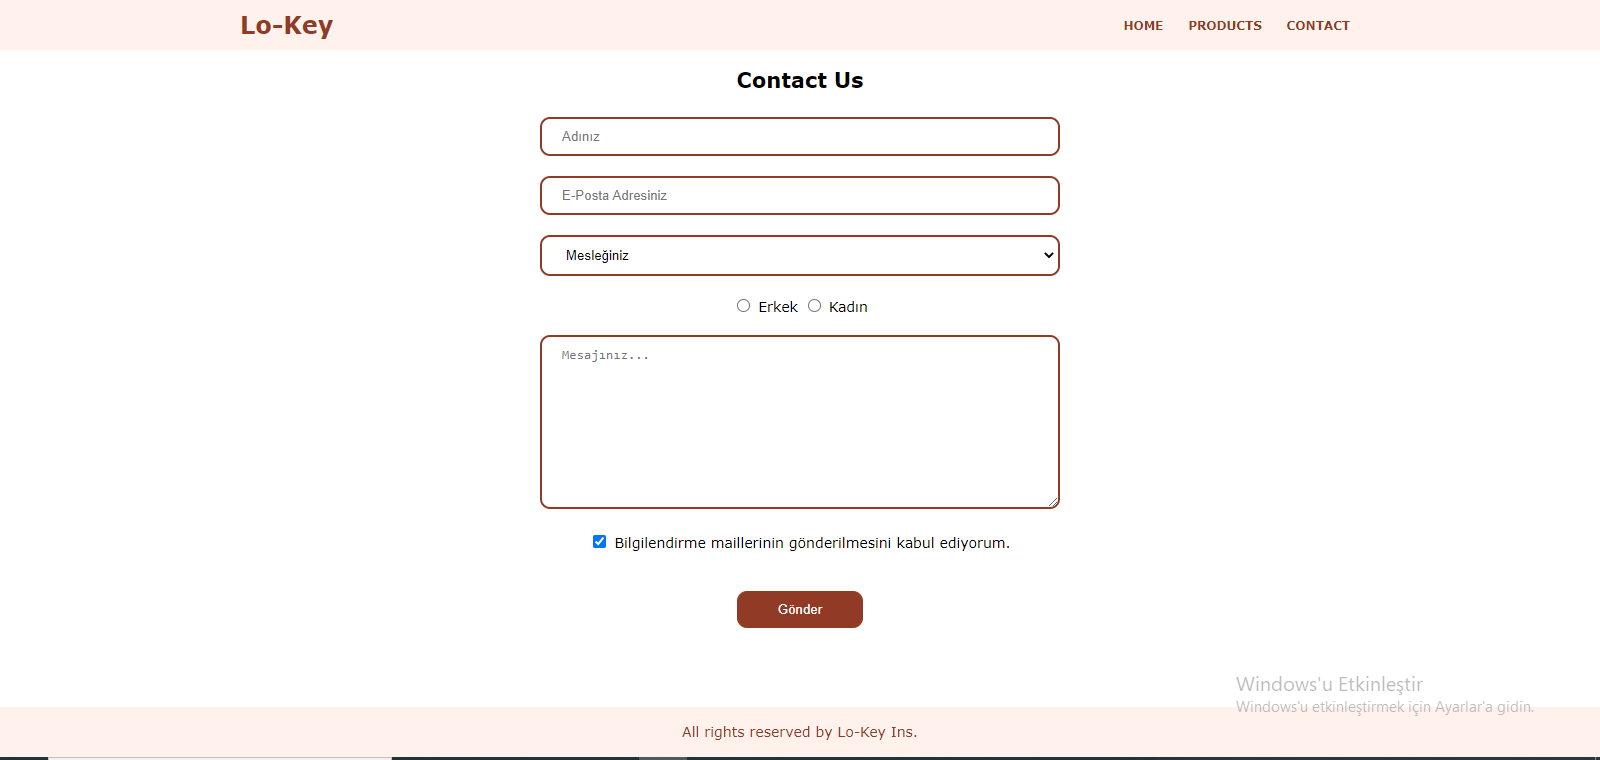 Lo-Key
HOME PRODUCTS CONTACT
Contact Us
Adınız
E-Posta Adresiniz
Mesleğiniz
Erkek Kadın
Mesajınız...
Bilgilendirme maillerinin gönderilmesini kabul ediyorum.
Gönder
Windows'u Etkinleştir
Windows'u etkinleştirmek için Ayarlar'a gidin.
All rights reserved by Lo-Key Ins.